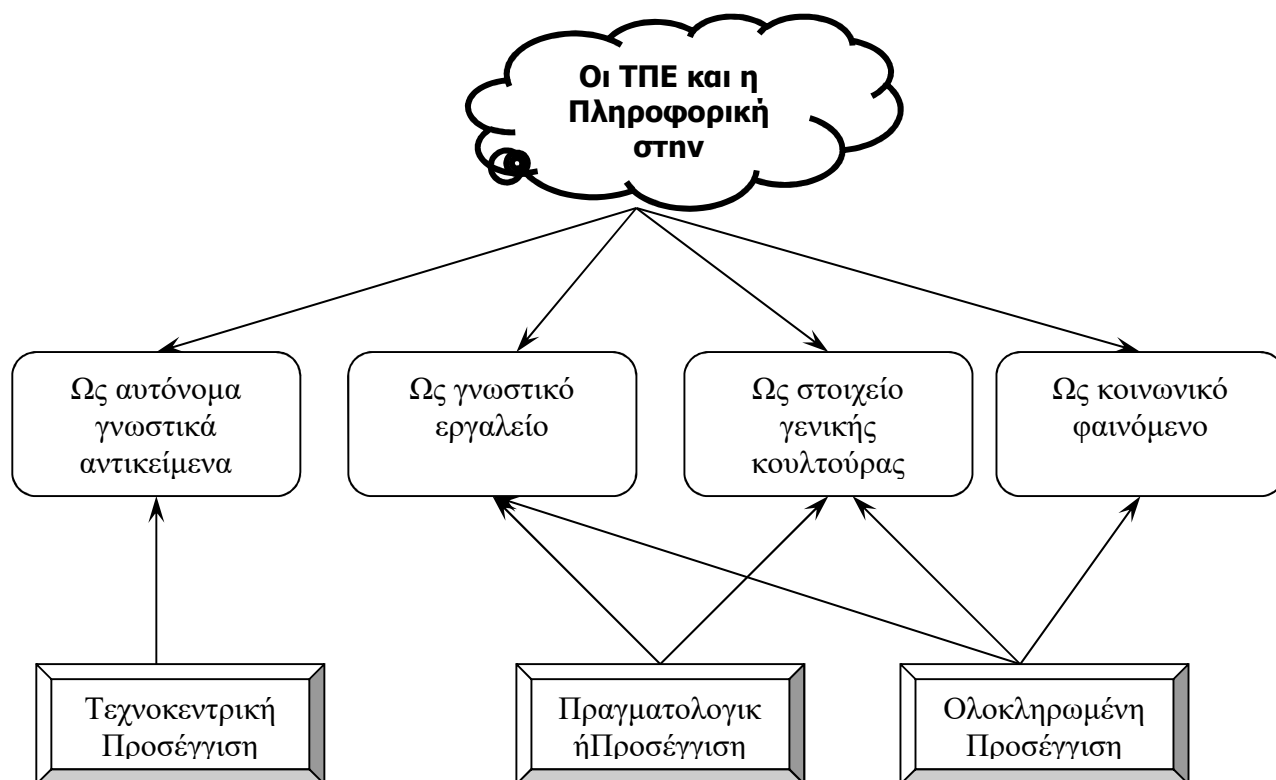 Οι ΤΠΕ και η
Πληροφορική
στην
Ως αυτόνομα
γνωστικά
αντικείμενα
Ως γνωστικό
εργαλείο
Ως στοιχείο
γενικής
κουλτούρας
Ως κοινωνικό
φαινόμενο
Τεχνοκεντρική
Προσέγγιση
Πραγματολογικ
ήΠροσέγγιση
Ολοκληρωμένη
Προσέγγιση